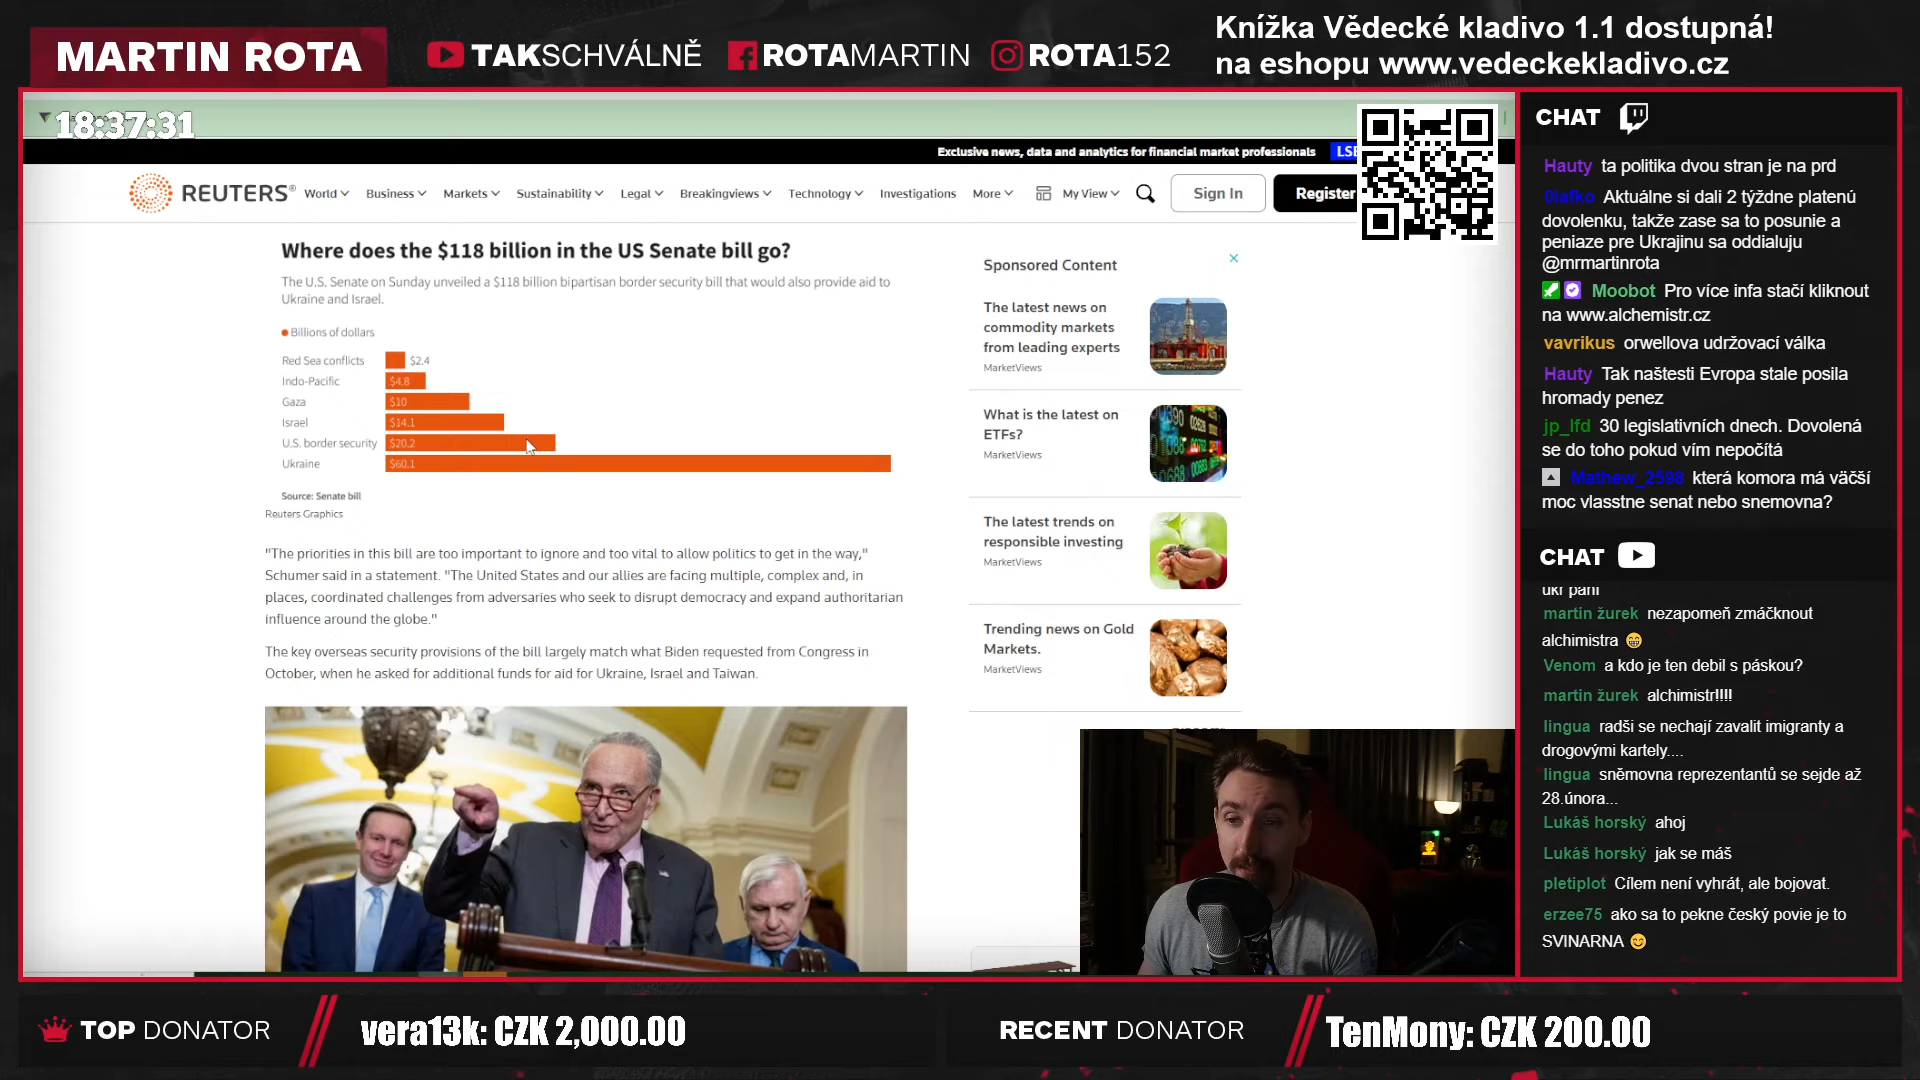 MARTIN ROTA
TAKSCHVÁLNĚ
ROTAMARTIN
ROTA152
Knížka Vědecké kladivo 1.1 dostupná!
na eshopu www.vedeckekladivo.cz
18:37:31
Exclusive news, data and analytics for financial market professionals
REUTERS®
World
Business
Markets
Sustainability
Legal
Breakingviews
Technology
Investigations
More
My View
Sign In
Register
Where does the $118 billion in the US Senate bill go?
The U.S. Senate on Sunday unveiled a $118 billion bipartisan border security bill that would also provide aid to
Ukraine and Israel.
Billions of dollars
Red Sea conflicts $2.4
Indo-Pacific $4.8
Gaza $10
Israel $14.1
U.S. border security $20.2
Ukraine $60.1
Source: Senate bill
Reuters Graphics
"The priorities in this bill are too important to ignore and too vital to allow politics to get in the way,"
Schumer said in a statement. "The United States and our allies are facing multiple, complex and, in
places, coordinated challenges from adversaries who seek to disrupt democracy and expand authoritarian
influence around the globe."
The key overseas security provisions of the bill largely match what Biden requested from Congress in
October, when he asked for additional funds for aid for Ukraine, Israel and Taiwan.
Sponsored Content
The latest news on
commodity markets
from leading experts
MarketViews
What is the latest on
ETFs?
MarketViews
The latest trends on
responsible investing
MarketViews
Trending news on Gold
Markets.
MarketViews
CHAT
Hauty ta politika dvou stran je na prd
0lafko Aktuálne si dali 2 týždne platenú
dovolenku, takže zase sa to posunie a
peniaze pre Ukrajinu sa oddialuju
@mrmartinrota
Moobot Pro více infa stačí kliknout
na www.alchemistr.cz
vavrikus orwellova udržovací válka
Hauty Tak naštesti Evropa stale posila
hromady penez
jp_lfd 30 legislativních dnech. Dovolená
se do toho pokud vím nepočítá
Mathew_2598 která komora má väčší
moc vlasstne senat nebo snemovna?
CHAT
ukr pani
martin žurek nezapomeň zmáčknout
alchimistra
Venom a kdo je ten debil s páskou?
martin žurek alchimistr!!!!
lingua radši se nechají zavalit imigranty a
drogovými kartely....
lingua sněmovna reprezentantů se sejde až
28.února...
Lukáš horský ahoj
Lukáš horský jak se máš
pletiplot Cílem není vyhrát, ale bojovat.
erzee75 ako sa to pekne český povie je to
SVINARNA
TOP DONATOR
vera13k: CZK 2,000.00
RECENT DONATOR
TenMony: CZK 200.00